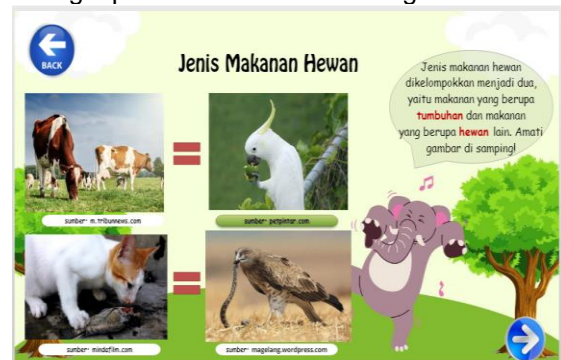 BACK
Jenis Makanan Hewan
Jenis makanan hewan
dikelompokkan menjadi dua,
yaitu makanan yang berupa
tumbuhan dan makanan
yang berupa hewan lain. Amati
gambar di samping!
sumber: m.tribunnews.com
sumber: petpintar.com
sumber: mindzfilm.com
sumber: magelang.wordpress.com